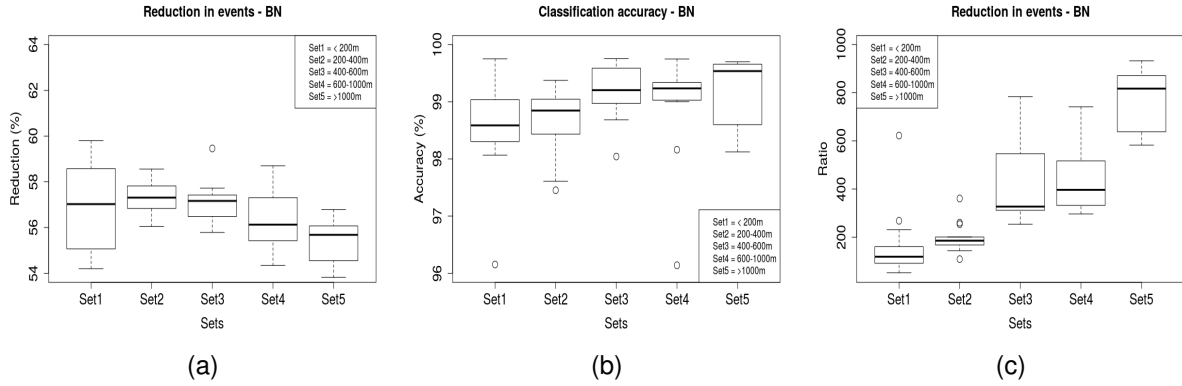 Reduction in events - BN
Reduction (%)
64
62
60
58
56
54
Set1 = < 200m
Set2 = 200-400m
Set3 = 400-600m
Set4 = 600-1000m
Set5 = >1000m
Set1 Set2 Set3 Set4 Set5
Sets
(a)
Classification accuracy - BN
Accuracy (%)
100
99
98
97
96
Set1 = < 200m
Set2 = 200-400m
Set3 = 400-600m
Set4 = 600-1000m
Set5 = >1000m
Set1 Set2 Set3 Set4 Set5
Sets
(b)
Reduction in events - BN
Ratio
1000
800
600
400
200
Set1 = < 200m
Set2 = 200-400m
Set3 = 400-600m
Set4 = 600-1000m
Set5 = >1000m
Set1 Set2 Set3 Set4 Set5
Sets
(c)